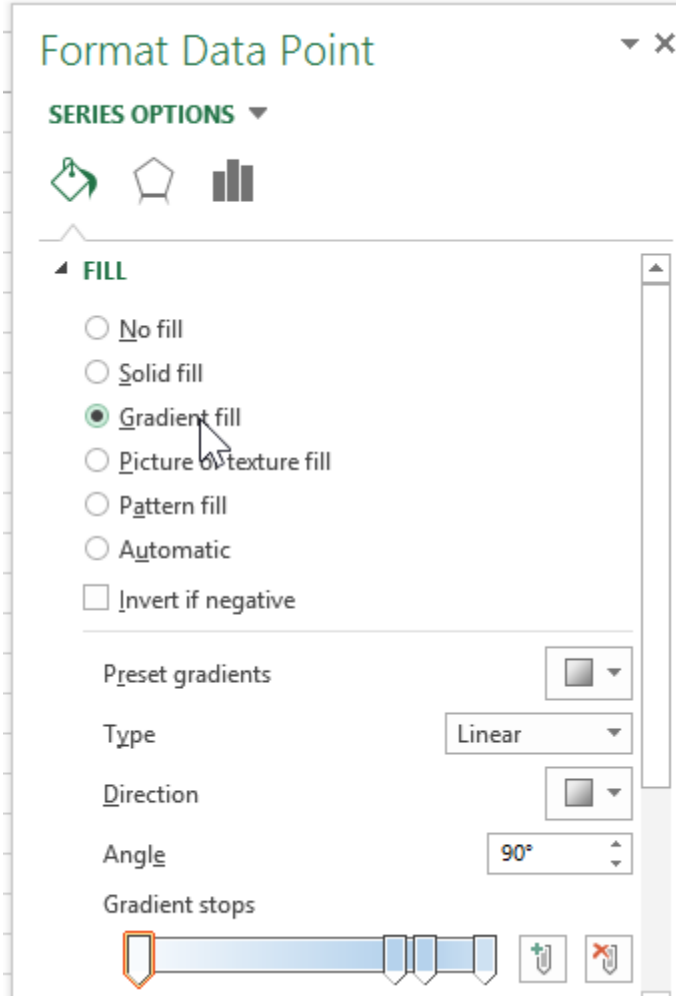 Format Data Point
SERIES OPTIONS
FILL
No fill
Solid fill
Gradient fill
Picture or texture fill
Pattern fill
Automatic
Invert if negative
Preset gradients
Type Linear
Direction
Angle 90°
Gradient stops